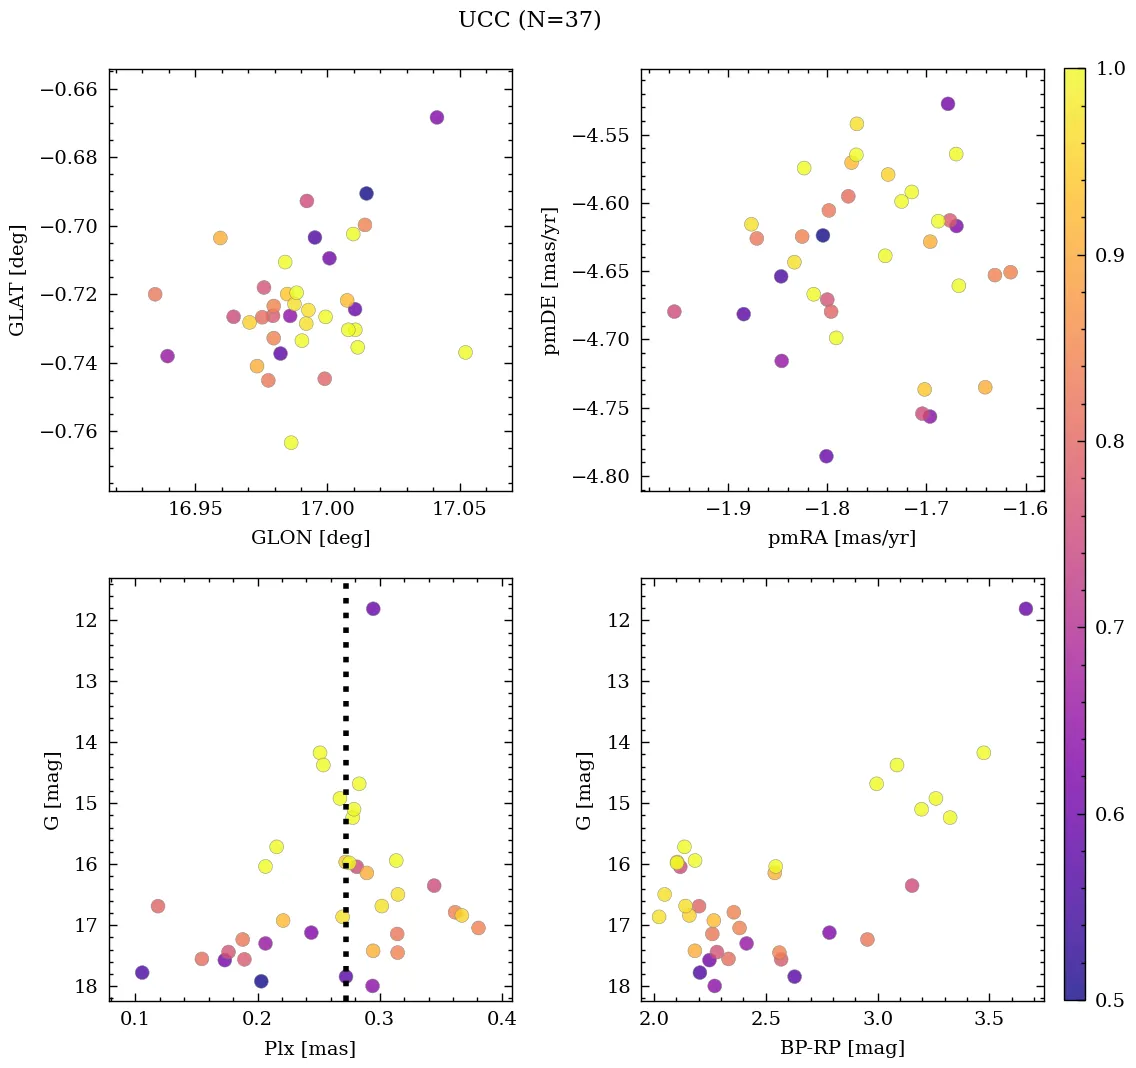 UCC (N=37)
−0.66
−0.68
−0.70
−0.72
−0.74
−0.76
GLAT [deg]
16.95 17.00 17.05
GLON [deg]
−4.55
−4.60
−4.65
−4.70
−4.75
−4.80
pmDE [mas/yr]
−1.9 −1.8 −1.7 −1.6
pmRA [mas/yr]
12
13
14
15
16
17
18
G [mag]
0.1 0.2 0.3 0.4
Plx [mas]
12
13
14
15
16
17
18
G [mag]
2.0 2.5 3.0 3.5
BP-RP [mag]
1.0
0.9
0.8
0.7
0.6
0.5